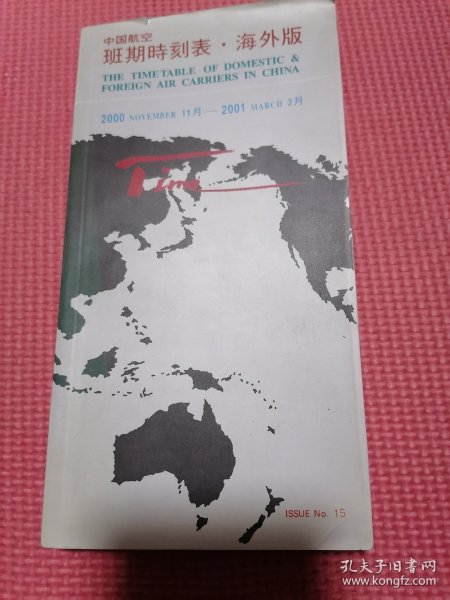 中国航空
班期時刻表·海外版
THE TIMETABLE OF DOMESTIC &
FOREIGN AIR CARRIERS IN CHINA
2000 NOVEMBER 11月—2001 MARCH 3月
Time
ISSUE No. 15
孔夫子旧书网
www.kongfz.com